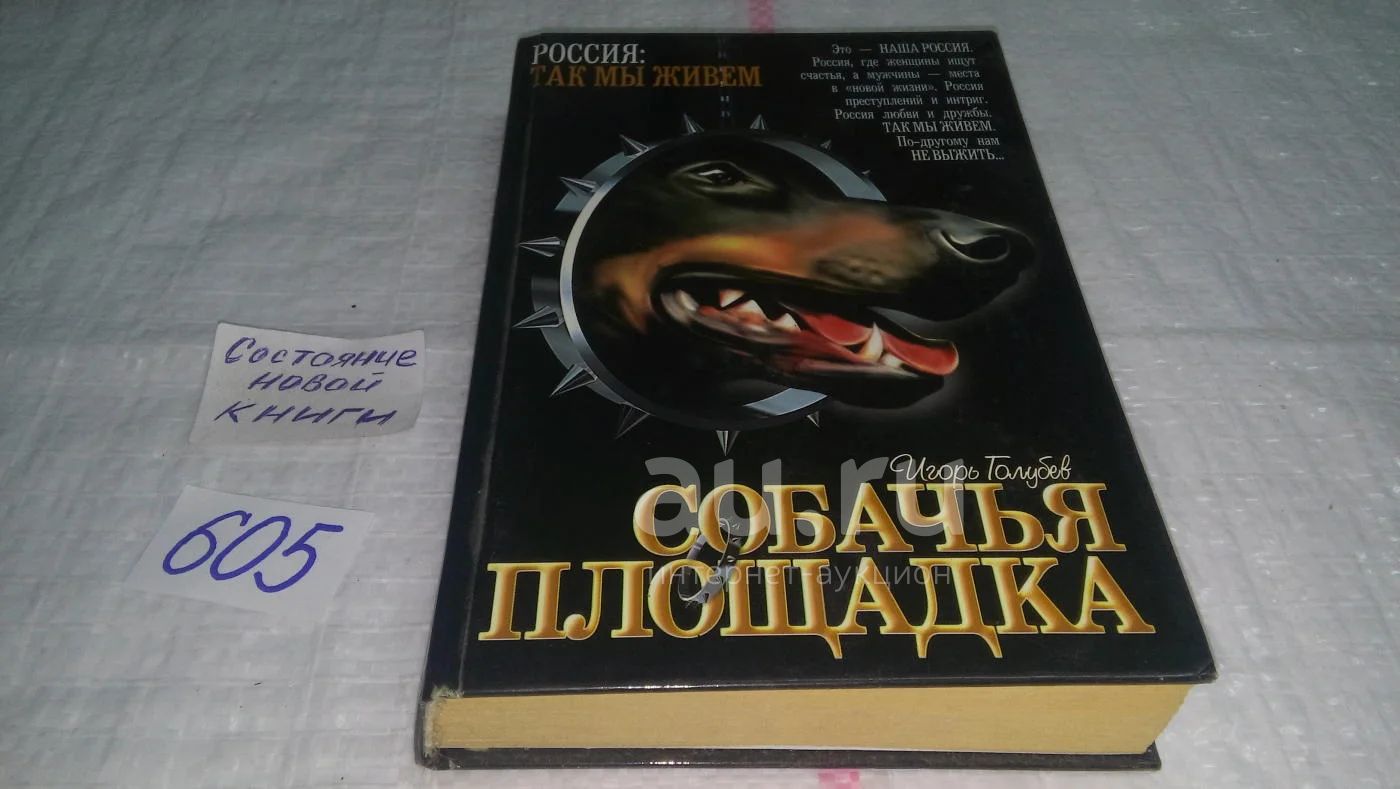 РОССИЯ:
ТАК МЫ ЖИВЕМ
Это — НАША РОССИЯ.
Россия, где женщины ищут
счастья, а мужчины — места
в «новой жизни». Россия
преступлений и интриг.
Россия любви и дружбы.
ТАК МЫ ЖИВЕМ.
По-другому нам
НЕ ВЫЖИТЬ...
Состояние
новой
книги
605
Игорь Голубев
СОБАЧЬЯ
ПЛОЩАДКА
au.ru
интернет-аукцион